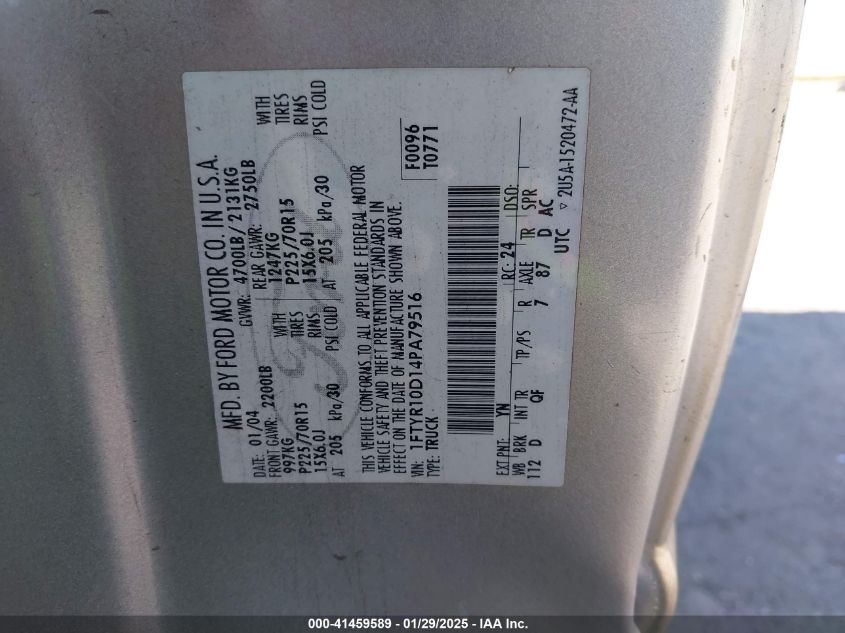 MFD. BY FORD MOTOR CO. IN U.S.A.
DATE: 01/04 GVWR: 4700LB / 2131KG
FRONT GAWR: 2200LB REAR GAWR: 2750LB
997KG WITH 1247KG WITH
P225/70R15 TIRES P225/70R15 TIRES
15X6.0J RIMS 15X6.0J RIMS
AT 205 kPa/30 PSI COLD AT 205 kPa/30 PSI COLD
THIS VEHICLE CONFORMS TO ALL APPLICABLE FEDERAL MOTOR
VEHICLE SAFETY AND THEFT PREVENTION STANDARDS IN
EFFECT ON THE DATE OF MANUFACTURE SHOWN ABOVE.
VIN: 1FTYR10D14PA79516 F0096
TYPE: TRUCK T0771
EXT PNT: YN RC: 24 DSO:
WB BRK INT TR TP/PS R AXLE TR SPR
112 D QF 7 87 D AC
UTC ▽ 2U5A-1520472-AA
Ford
000-41459589 - 01/29/2025 - IAA Inc.